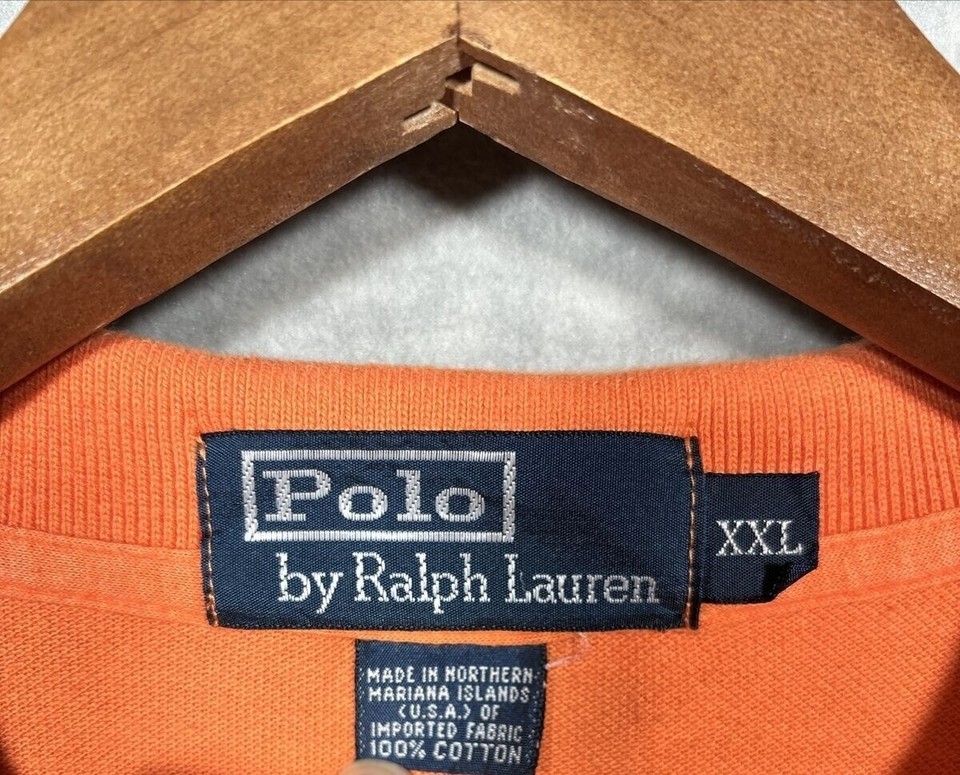 Polo
by Ralph Lauren
XXL
MADE IN NORTHERN
MARIANA ISLANDS
(U.S.A.) OF
IMPORTED FABRIC
100% COTTON